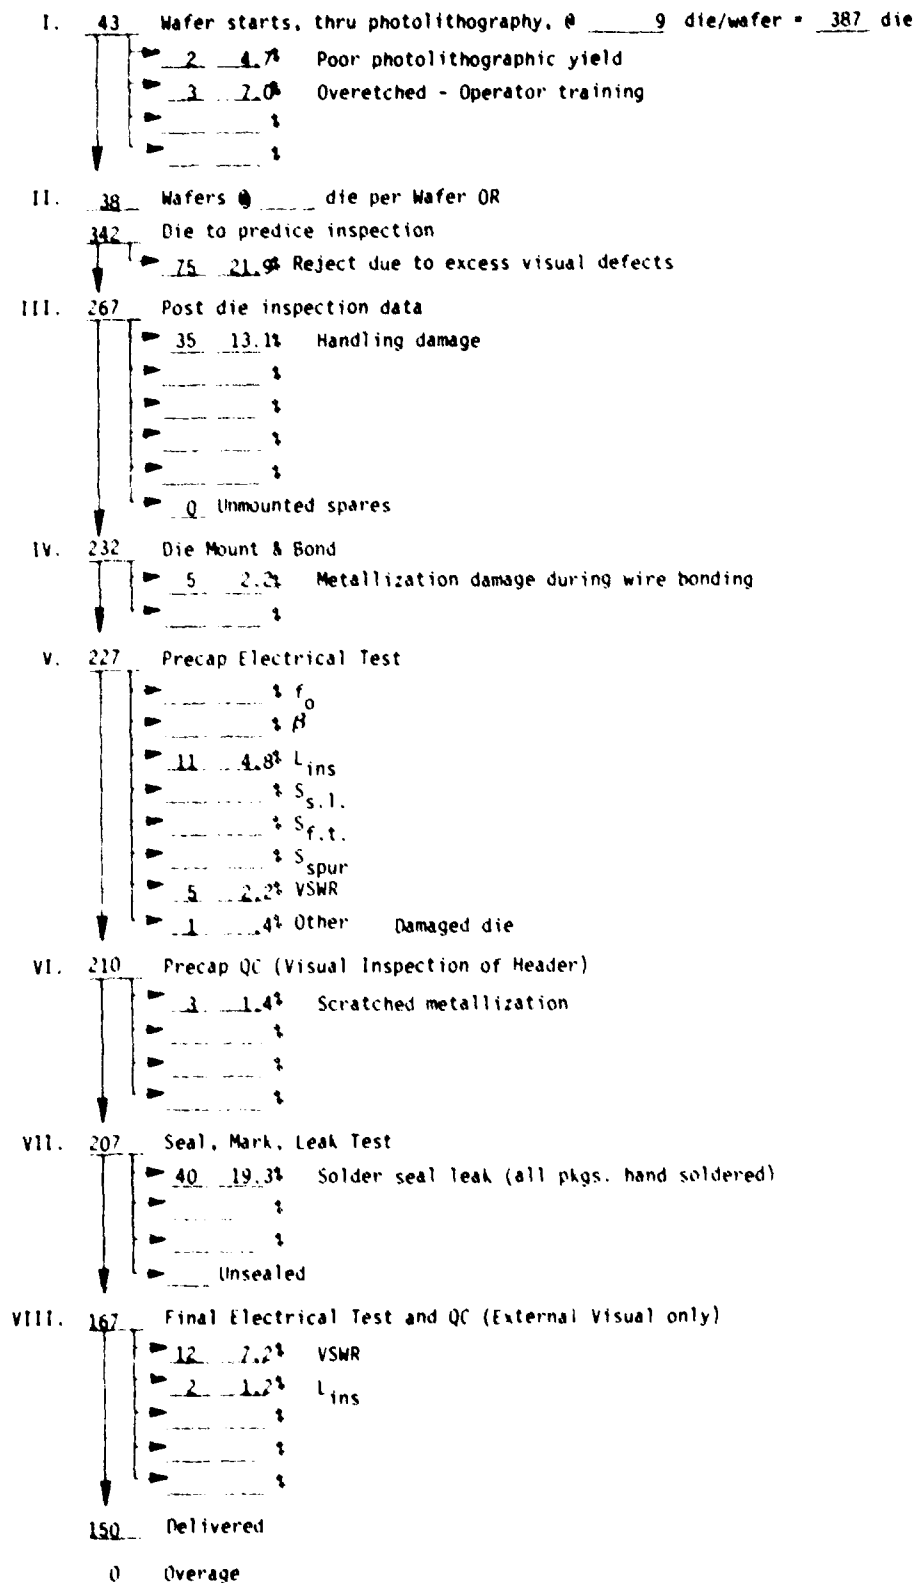 I. 43 Wafer starts, thru photolithography, @ 9 die/wafer = 387 die
2 4.7% Poor photolithographic yield
3 7.0% Overetched - Operator training
%
%
II. 38 Wafers @ ____ die per Wafer OR
342 Die to predice inspection
75 21.9% Reject due to excess visual defects
III. 267 Post die inspection data
35 13.1% Handling damage
%
%
%
%
0 Unmounted spares
IV. 232 Die Mount & Bond
5 2.2% Metallization damage during wire bonding
%
V. 227 Precap Electrical Test
% fo
% β
11 4.8% Lins
% Ss.l.
% Sf.t.
% Sspur
5 2.2% VSWR
1 .4% Other Damaged die
VI. 210 Precap QC (Visual Inspection of Header)
3 1.4% Scratched metallization
%
%
%
VII. 207 Seal, Mark, Leak Test
40 19.3% Solder seal leak (all pkgs. hand soldered)
%
%
____ Unsealed
VIII. 167 Final Electrical Test and QC (External Visual only)
12 7.2% VSWR
2 1.2% Lins
%
%
%
150 Delivered
0 Overage